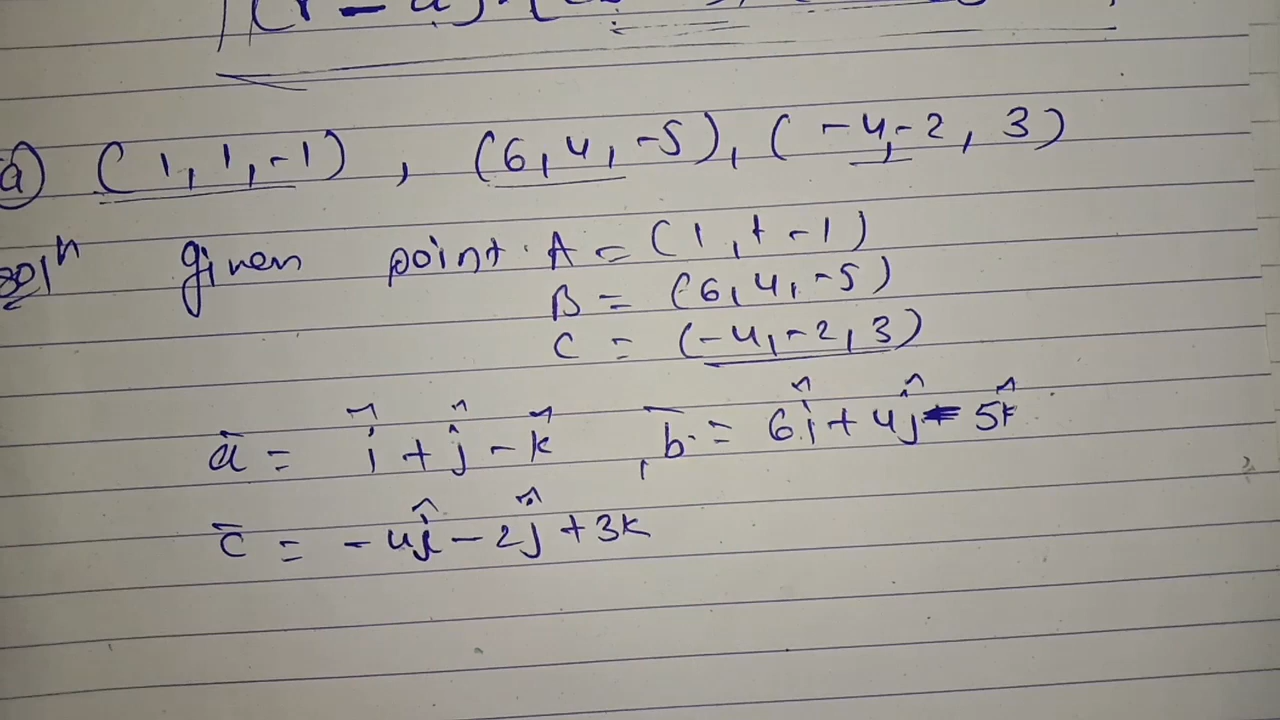 a) (1, 1, -1) , (6, 4, -5), (-4, -2, 3)
Solⁿ given point. A = (1, 1 - 1)
B = (6, 4, -5)
C = (-4, -2, 3)
a̅ = î + ĵ - k̂ , b̅ = 6î + 4ĵ - 5k̂
c̅ = -4î - 2ĵ + 3k